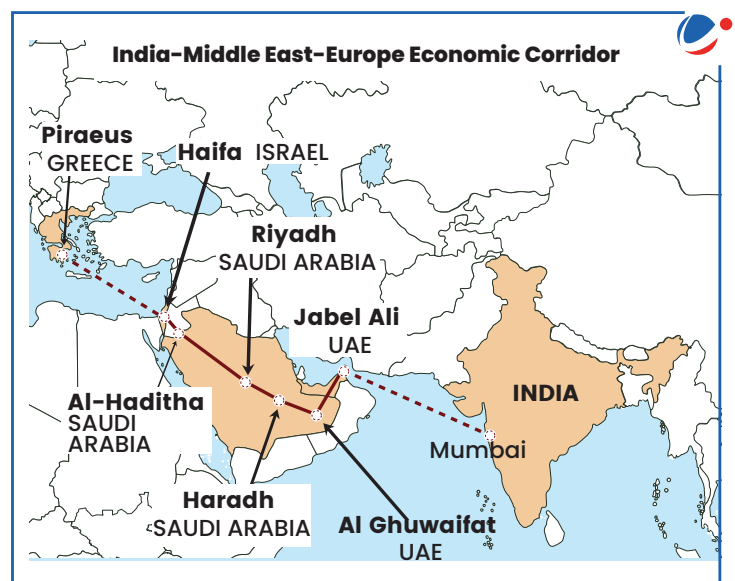 India-Middle East-Europe Economic Corridor
Piraeus
GREECE
Haifa ISRAEL
Riyadh
SAUDI ARABIA
Jabel Ali
UAE
INDIA
Al-Haditha
SAUDI
ARABIA
Mumbai
Haradh
SAUDI ARABIA
Al Ghuwaifat
UAE